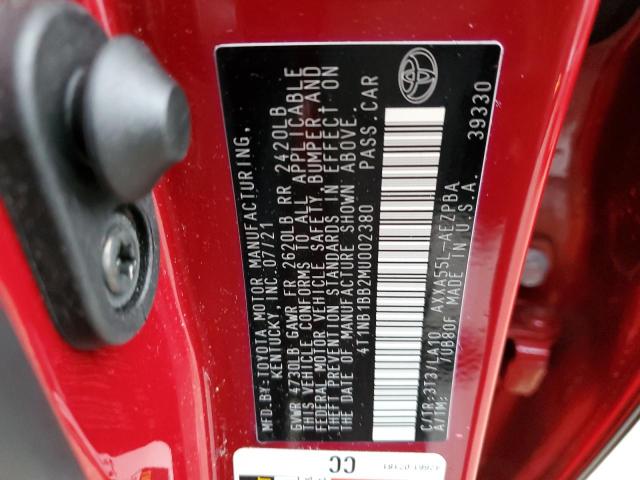 MFD.BY:TOYOTA MOTOR MANUFACTURING,
KENTUCKY, INC. 07/21
GVWR 4730LB GAWR FR 2620LB RR 2420LB
THIS VEHICLE CONFORMS TO ALL APPLICABLE
FEDERAL MOTOR VEHICLE SAFETY, BUMPER, AND
THEFT PREVENTION STANDARDS IN EFFECT ON
THE DATE OF MANUFACTURE SHOWN ABOVE.
4T1NB1BB2MU002380 PASS.CAR
C/TR:3T3/LA10 AXXA55L-AEZPBA
A/TM: /UB80F MADE IN U.S.A. 39330
CC